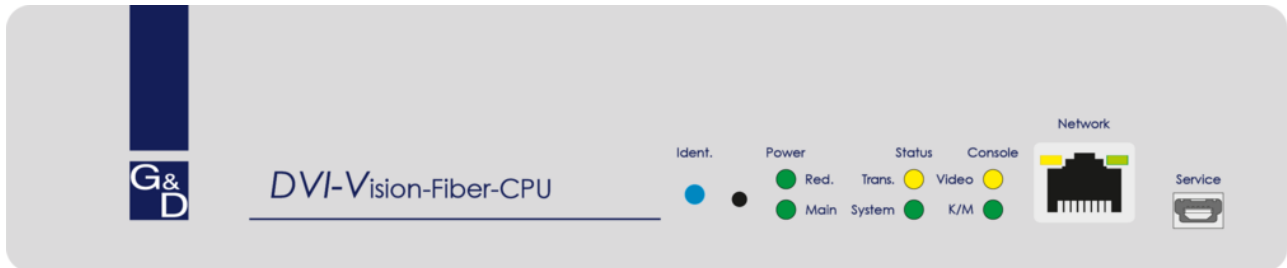 G&
D
DVI-Vision-Fiber-CPU
Ident.
Power
Red.
Main
Status
Trans.
System
Console
Video
K/M
Network
Service